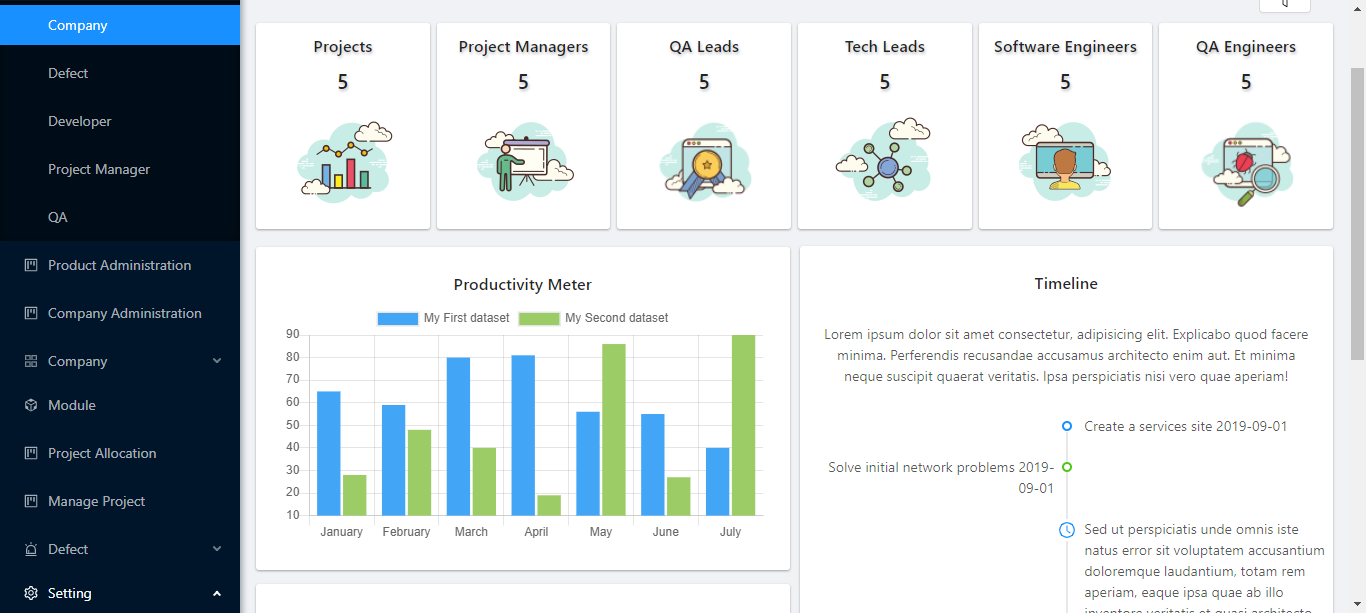 Company
Defect
Developer
Project Manager
QA
Product Administration
Company Administration
Company
Module
Project Allocation
Manage Project
Defect
Setting
Projects
5
Project Managers
5
QA Leads
5
Tech Leads
5
Software Engineers
5
QA Engineers
5
Productivity Meter
My First dataset
My Second dataset
90
80
70
60
50
40
30
20
10
January
February
March
April
May
June
July
Timeline
Lorem ipsum dolor sit amet consectetur, adipisicing elit. Explicabo quod facere
minima. Perferendis recusandae accusamus architecto enim aut. Et minima
neque suscipit quaerat veritatis. Ipsa perspiciatis nisi vero quae aperiam!
Create a services site 2019-09-01
Solve initial network problems 2019-
09-01
Sed ut perspiciatis unde omnis iste
natus error sit voluptatem accusantium
doloremque laudantium, totam rem
aperiam, eaque ipsa quae ab illo
inventore veritatis et quasi architecto